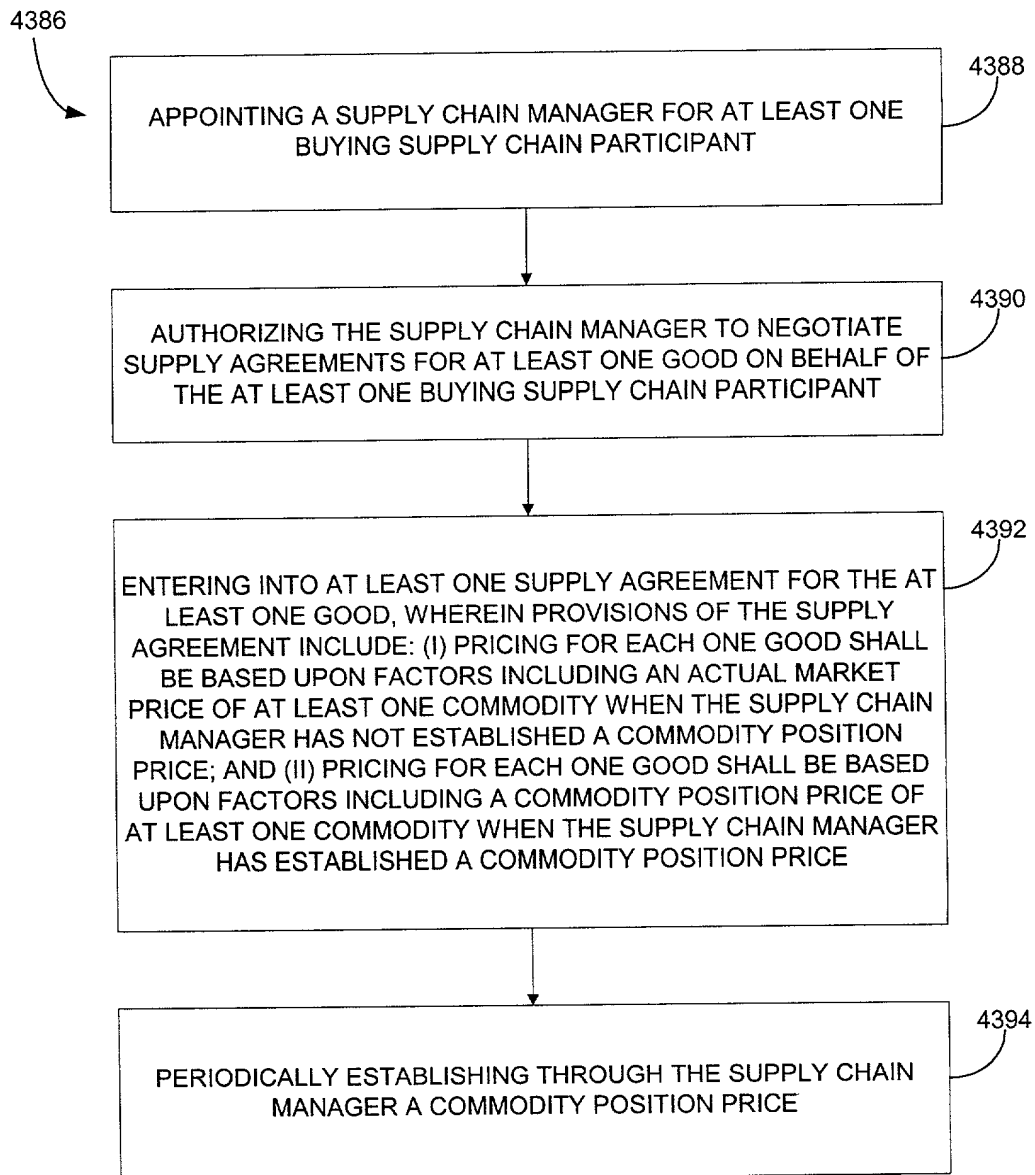 4386
4388
APPOINTING A SUPPLY CHAIN MANAGER FOR AT LEAST ONE
BUYING SUPPLY CHAIN PARTICIPANT
4390
AUTHORIZING THE SUPPLY CHAIN MANAGER TO NEGOTIATE
SUPPLY AGREEMENTS FOR AT LEAST ONE GOOD ON BEHALF OF
THE AT LEAST ONE BUYING SUPPLY CHAIN PARTICIPANT
4392
ENTERING INTO AT LEAST ONE SUPPLY AGREEMENT FOR THE AT
LEAST ONE GOOD, WHEREIN PROVISIONS OF THE SUPPLY
AGREEMENT INCLUDE: (I) PRICING FOR EACH ONE GOOD SHALL
BE BASED UPON FACTORS INCLUDING AN ACTUAL MARKET
PRICE OF AT LEAST ONE COMMODITY WHEN THE SUPPLY CHAIN
MANAGER HAS NOT ESTABLISHED A COMMODITY POSITION
PRICE; AND (II) PRICING FOR EACH ONE GOOD SHALL BE BASED
UPON FACTORS INCLUDING A COMMODITY POSITION PRICE OF
AT LEAST ONE COMMODITY WHEN THE SUPPLY CHAIN MANAGER
HAS ESTABLISHED A COMMODITY POSITION PRICE
4394
PERIODICALLY ESTABLISHING THROUGH THE SUPPLY CHAIN
MANAGER A COMMODITY POSITION PRICE